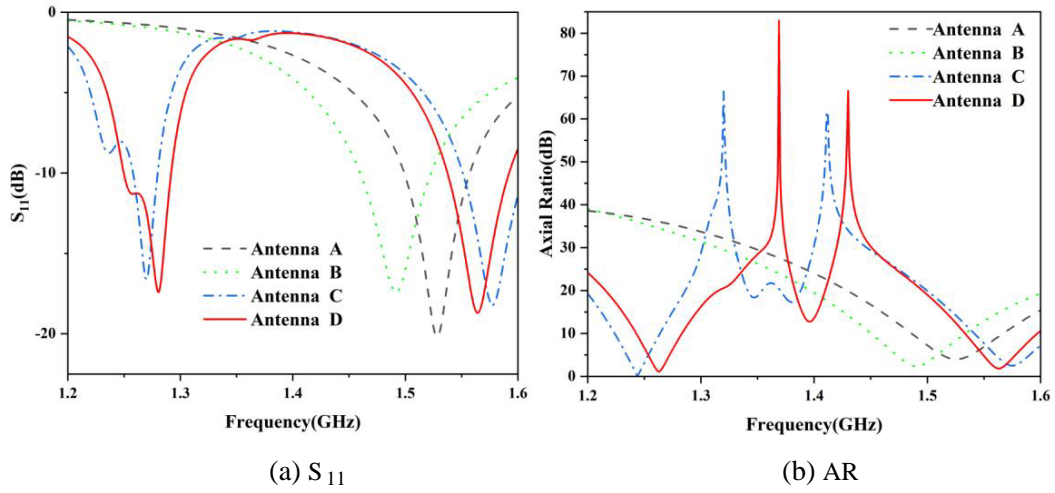 0
-10
-20
S11(dB)
Antenna A
Antenna B
Antenna C
Antenna D
1.2 1.3 1.4 1.5 1.6
Frequency(GHz)
(a) S11
80
70
60
50
40
30
20
10
0
Axial Ratio(dB)
Antenna A
Antenna B
Antenna C
Antenna D
1.2 1.3 1.4 1.5 1.6
Frequency(GHz)
(b) AR